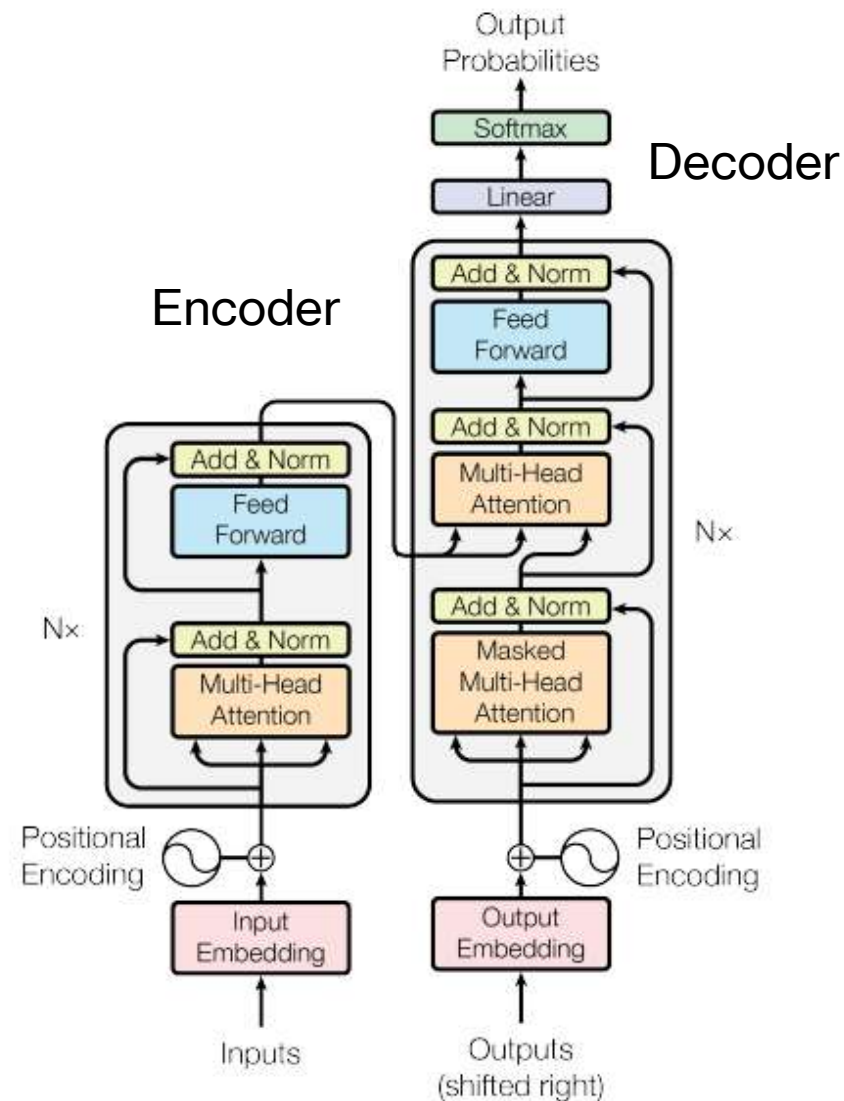 Output
Probabilities
Softmax
Linear
Decoder
Add & Norm
Feed
Forward
Add & Norm
Multi-Head
Attention
Nx
Add & Norm
Masked
Multi-Head
Attention
Positional
Encoding
Output
Embedding
Outputs
(shifted right)
Encoder
Add & Norm
Feed
Forward
Nx
Add & Norm
Multi-Head
Attention
Positional
Encoding
Input
Embedding
Inputs